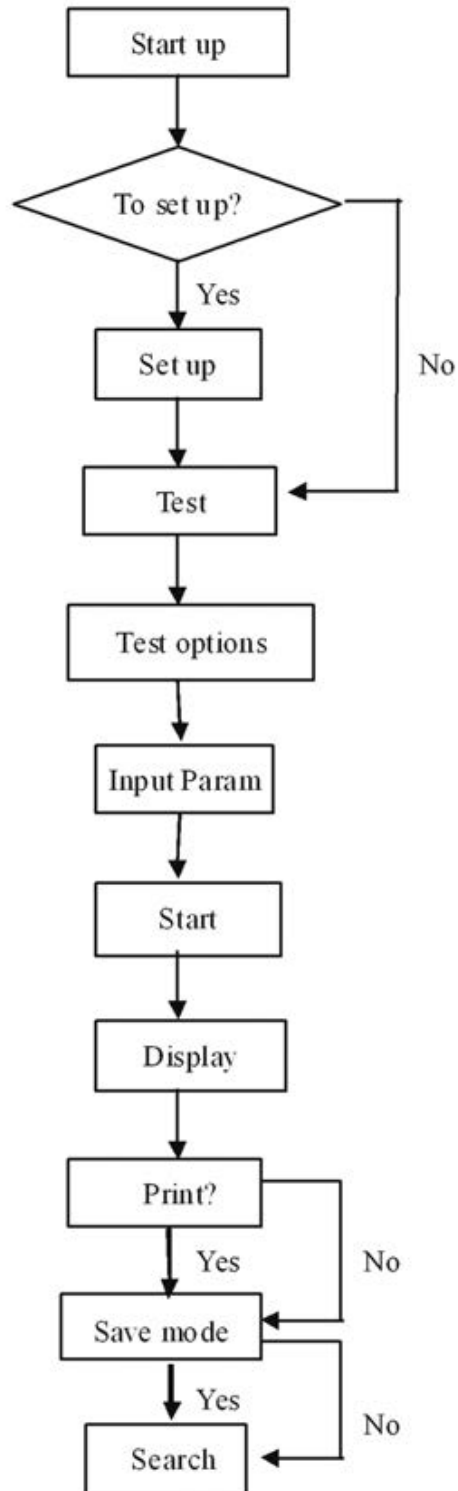 Start up
To set up?
Yes
Set up
No
Test
Test options
Input Param
Start
Display
Print?
Yes
No
Save mode
Yes
No
Search